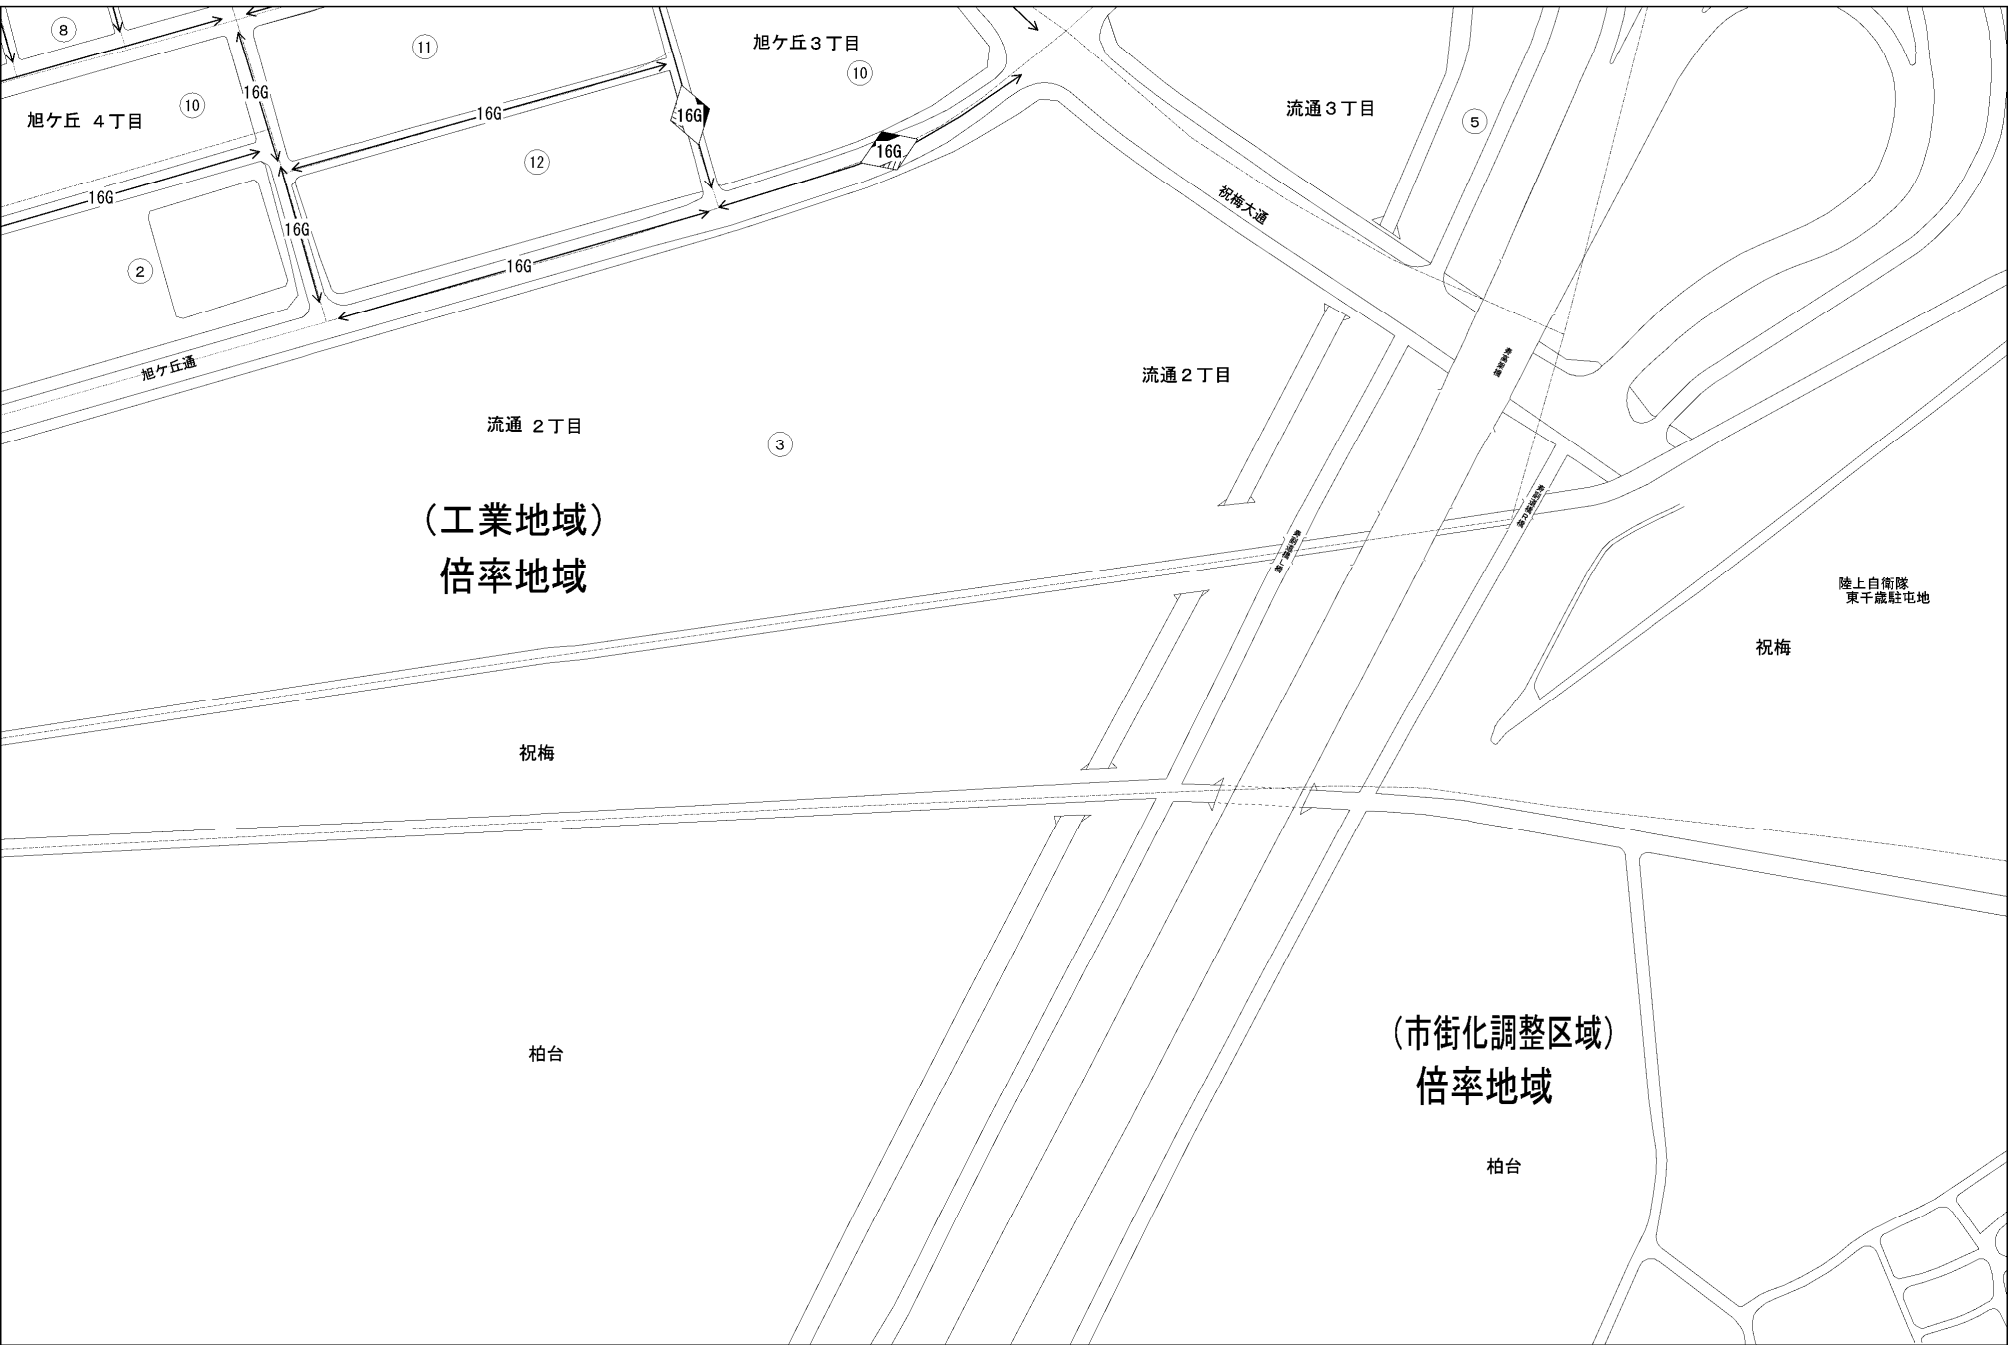 8
11
旭ケ丘3丁目
10
16G
10
旭ケ丘 4丁目
16G
16G
流通3丁目
5
16G
12
16G
祝梅大通
16G
2
16G
旭ケ丘通
流通2丁目
流通 2丁目
3
(工業地域)
倍率地域
陸上自衛隊
東千歳駐屯地
祝梅
祝梅
柏台
(市街化調整区域)
倍率地域
柏台